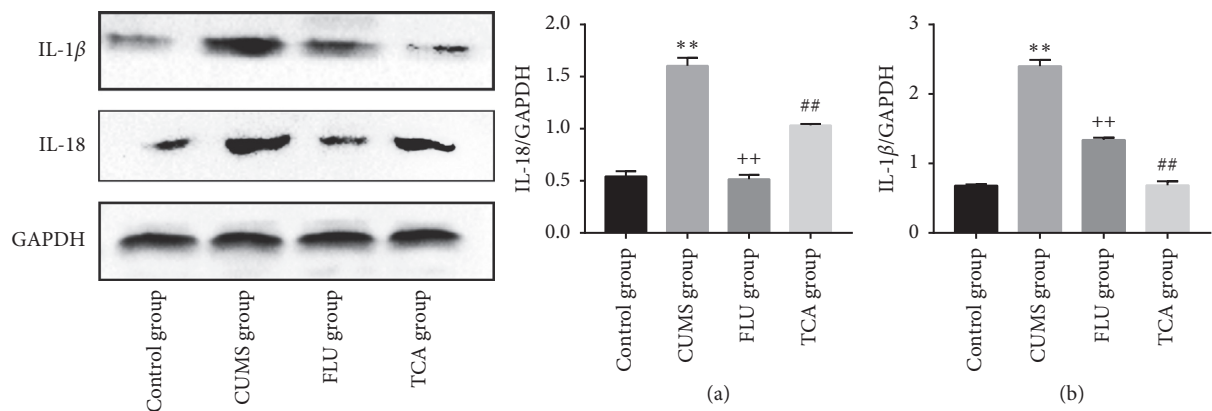 IL-1β
IL-18
GAPDH
Control group
CUMS group
FLU group
TCA group
IL-18/GAPDH
2.0
1.5
1.0
0.5
0.0
**
++
##
Control group
CUMS group
FLU group
TCA group
(a)
IL-1β/GAPDH
3
2
1
0
**
++
##
Control group
CUMS group
FLU group
TCA group
(b)